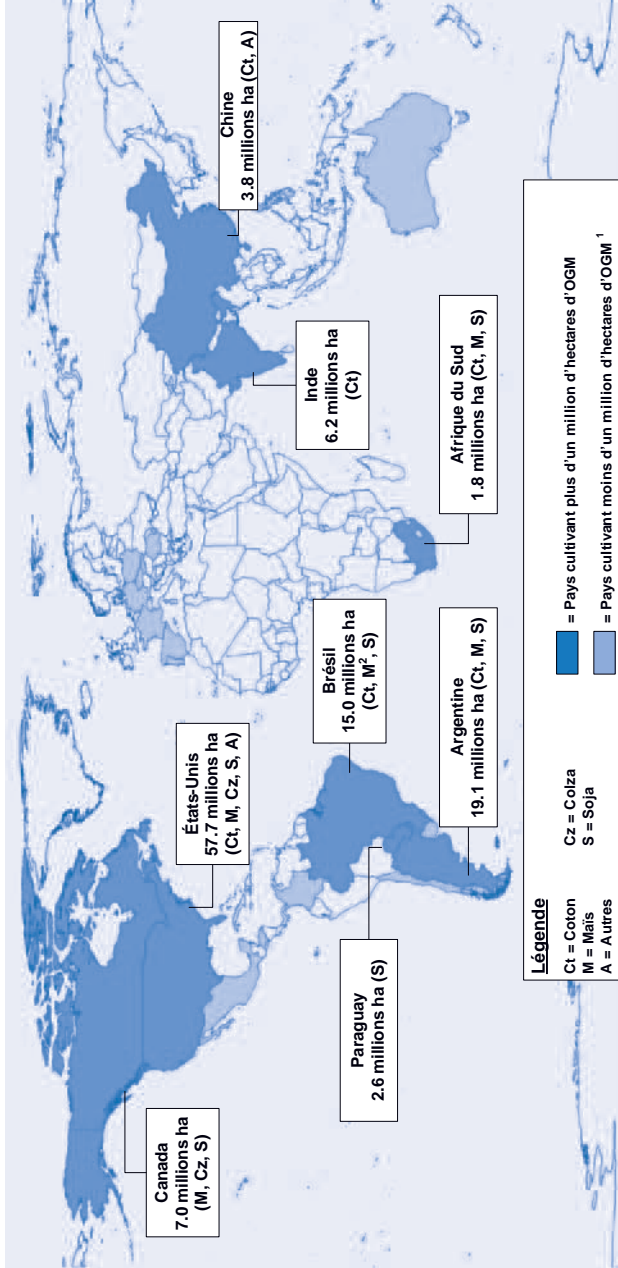 Canada
7.0 millions ha
(M, Cz, S)
États-Unis
57.7 millions ha
(Ct, M, Cz, S, A)
Paraguay
2.6 millions ha (S)
Brésil
15.0 millions ha
(Ct, M², S)
Argentine
19.1 millions ha (Ct, M, S)
Inde
6.2 millions ha
(Ct)
Chine
3.8 millions ha (Ct, A)
Afrique du Sud
1.8 millions ha (Ct, M, S)
Légende
Ct = Coton
M = Maïs
A = Autres
Cz = Colza
S = Soja
= Pays cultivant plus d'un million d'hectares d'OGM
= Pays cultivant moins d'un million d'hectares d'OGM ¹